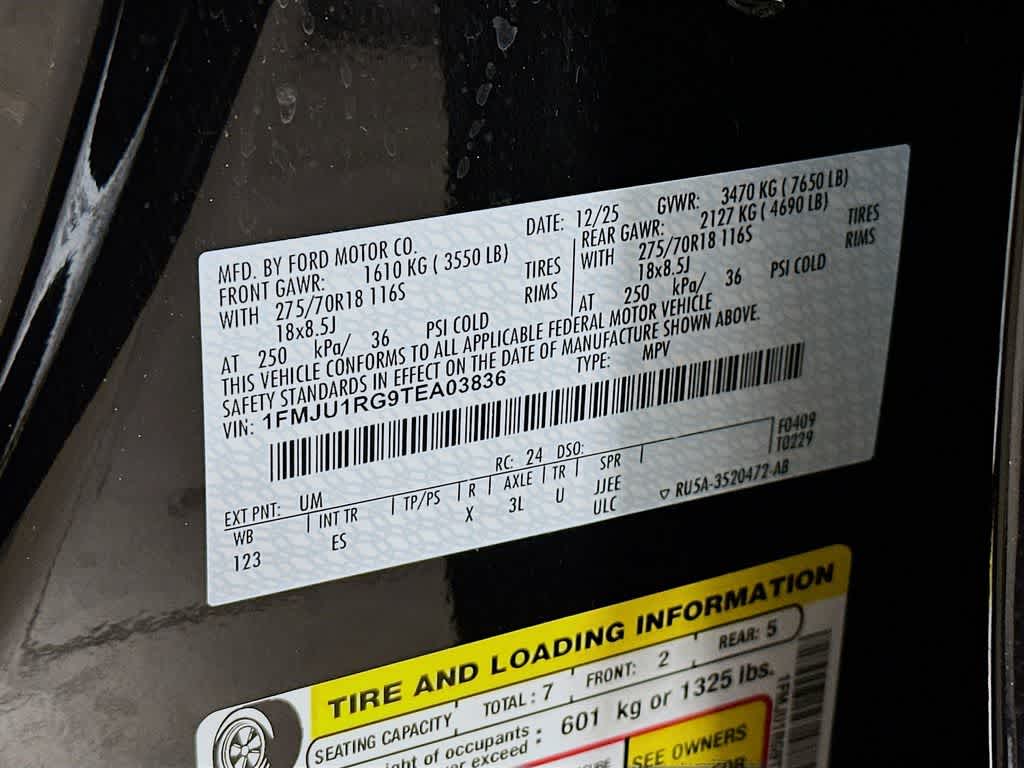 MFD. BY FORD MOTOR CO.
DATE: 12/25 GVWR: 3470 KG ( 7650 LB)
FRONT GAWR: 1610 KG ( 3550 LB)
REAR GAWR: 2127 KG ( 4690 LB)
WITH 275/70R18 116S TIRES
WITH 275/70R18 116S TIRES
18x8.5J RIMS
18x8.5J RIMS
AT 250 kPa/ 36 PSI COLD
AT 250 kPa/ 36 PSI COLD
THIS VEHICLE CONFORMS TO ALL APPLICABLE FEDERAL MOTOR VEHICLE
SAFETY STANDARDS IN EFFECT ON THE DATE OF MANUFACTURE SHOWN ABOVE.
VIN: 1FMJU1RG9TEA03836 TYPE: MPV
F0409
T0229
EXT PNT: UM RC: 24 DSO:
WB INT TR TP/PS R AXLE TR SPR
123 ES X 3L U JJEE
ULC
RU5A-3520472-AB
TIRE AND LOADING INFORMATION
SEATING CAPACITY TOTAL: 7 FRONT: 2 REAR: 5
ght of occupants
er exceed : 601 kg or 1325 lbs.
SEE OWNERS